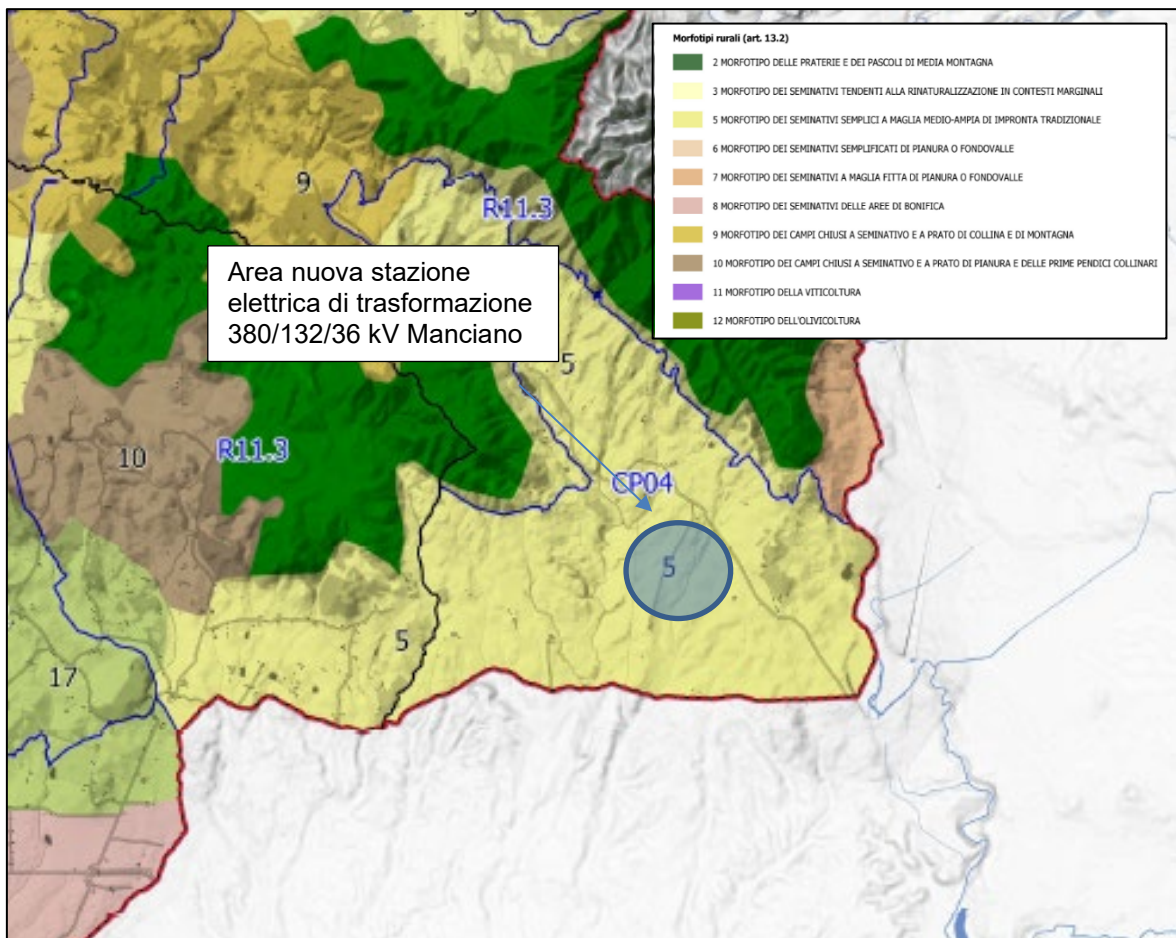 Morfotipi rurali (art. 13.2)
2 MORFOTIPO DELLE PRATERIE E DEI PASCOLI DI MEDIA MONTAGNA
3 MORFOTIPO DEI SEMINATIVI TENDENTI ALLA RINATURALIZZAZIONE IN CONTESTI MARGINALI
5 MORFOTIPO DEI SEMINATIVI SEMPLICI A MAGLIA MEDIO-AMPIA DI IMPRONTA TRADIZIONALE
6 MORFOTIPO DEI SEMINATIVI SEMPLIFICATI DI PIANURA O FONDOVALLE
7 MORFOTIPO DEI SEMINATIVI A MAGLIA FITTA DI PIANURA O FONDOVALLE
8 MORFOTIPO DEI SEMINATIVI DELLE AREE DI BONIFICA
9 MORFOTIPO DEI CAMPI CHIUSI A SEMINATIVO E A PRATO DI COLLINA E DI MONTAGNA
10 MORFOTIPO DEI CAMPI CHIUSI A SEMINATIVO E A PRATO DI PIANURA E DELLE PRIME PENDICI COLLINARI
11 MORFOTIPO DELLA VITICOLTURA
12 MORFOTIPO DELL'OLIVICOLTURA
9
R11.3
Area nuova stazione
elettrica di trasformazione
380/132/36 kV Manciano
5
R11.3
10
CP04
5
5
17